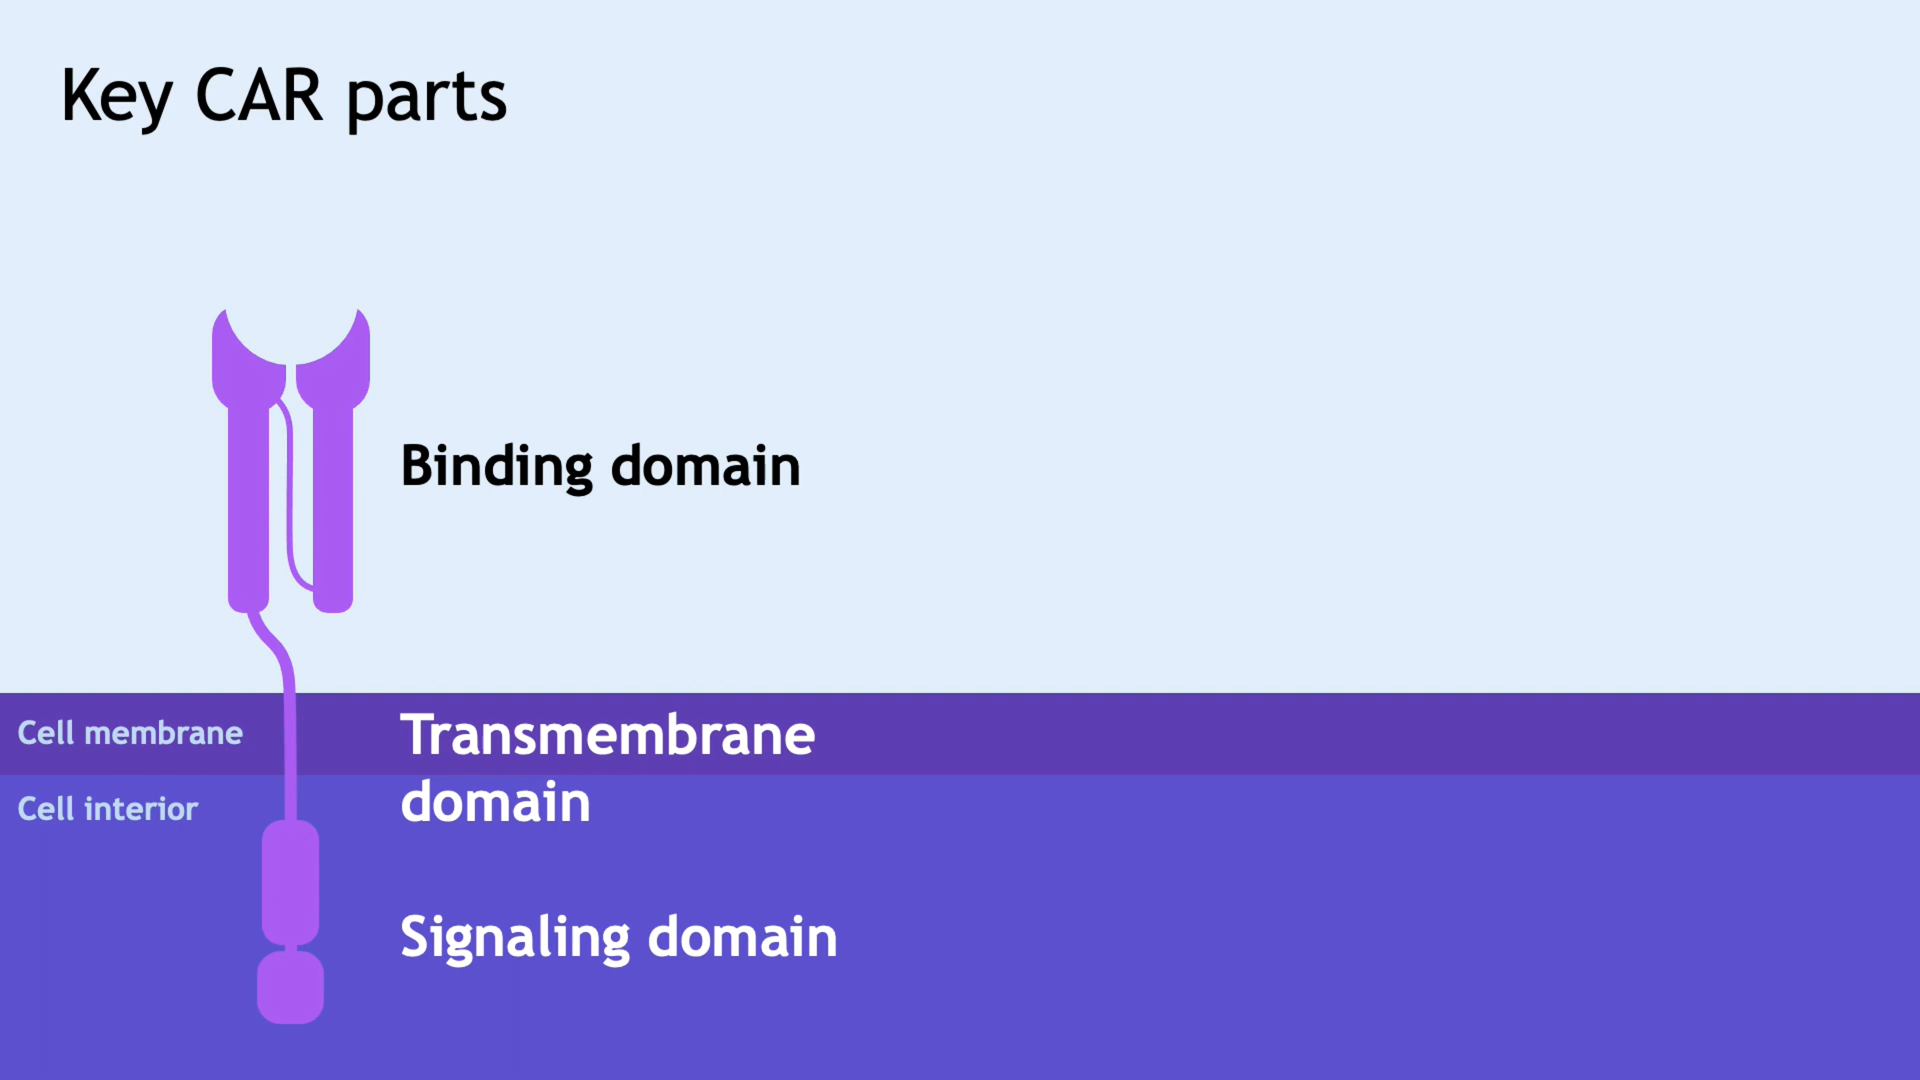 Key CAR parts
Binding domain
Cell membrane
Transmembrane
domain
Cell interior
Signaling domain